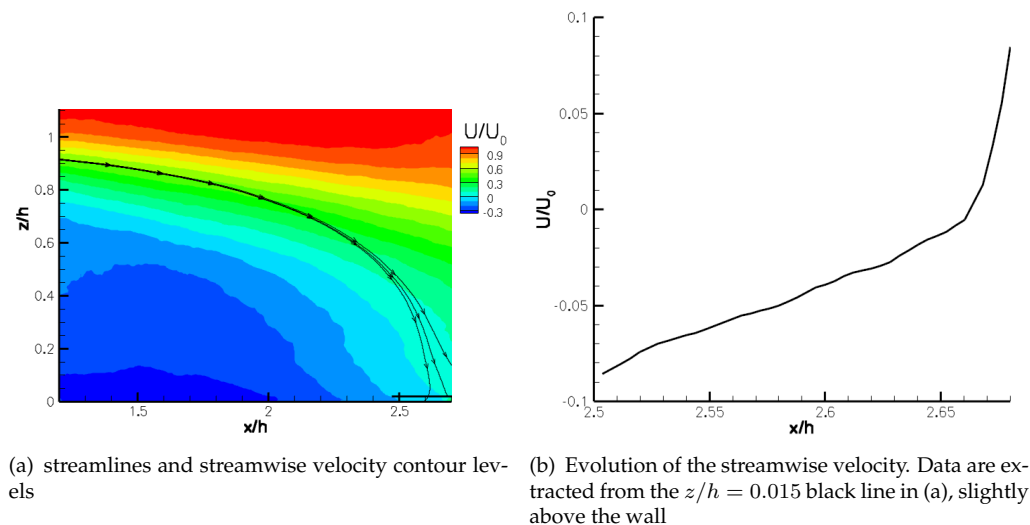 U/U0
0.9
0.6
0.3
0
-0.3
z/h
1
0.8
0.6
0.4
0.2
0
1.5
2
2.5
x/h
(a) streamlines and streamwise velocity contour lev-
els
U/U0
0.1
0.05
0
-0.05
-0.1
2.5
2.55
2.6
2.65
x/h
(b) Evolution of the streamwise velocity. Data are ex-
tracted from the z/h = 0.015 black line in (a), slightly
above the wall